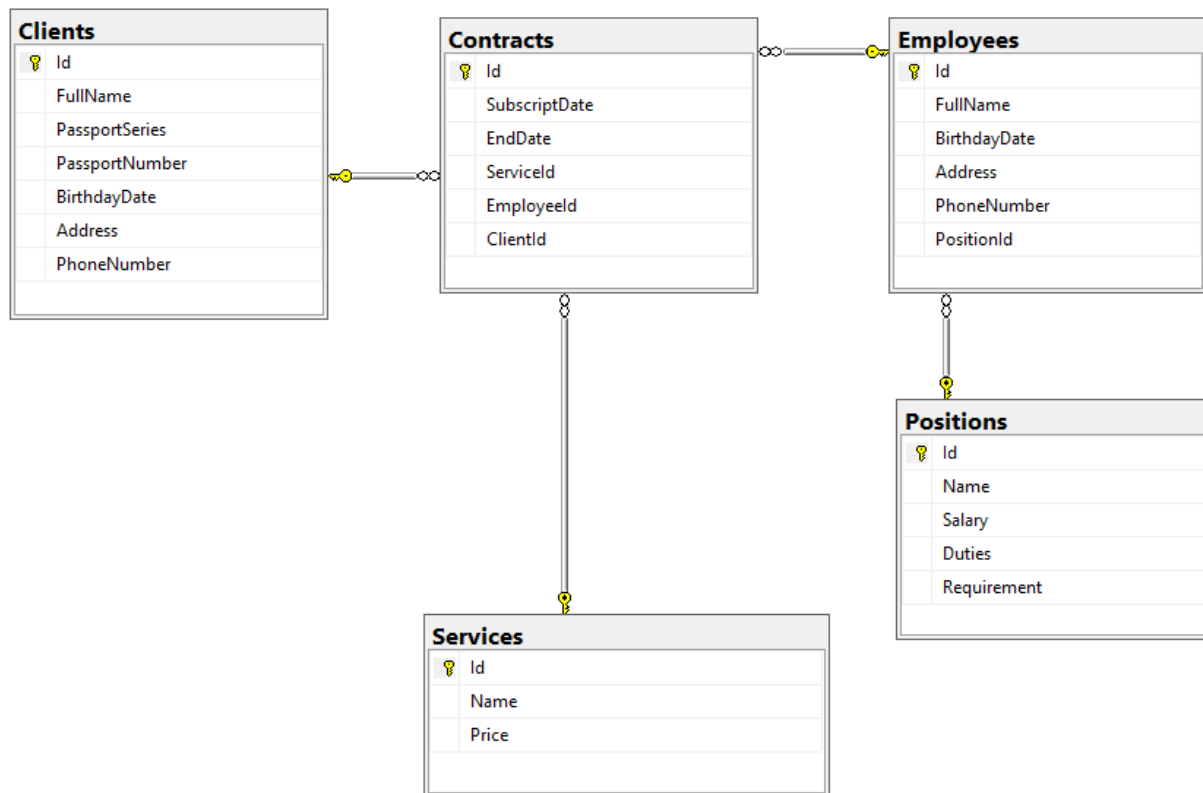 Clients
Id
FullName
PassportSeries
PassportNumber
BirthdayDate
Address
PhoneNumber
Contracts
Id
SubscriptDate
EndDate
ServiceId
EmployeeId
ClientId
Employees
Id
FullName
BirthdayDate
Address
PhoneNumber
PositionId
Positions
Id
Name
Salary
Duties
Requirement
Services
Id
Name
Price